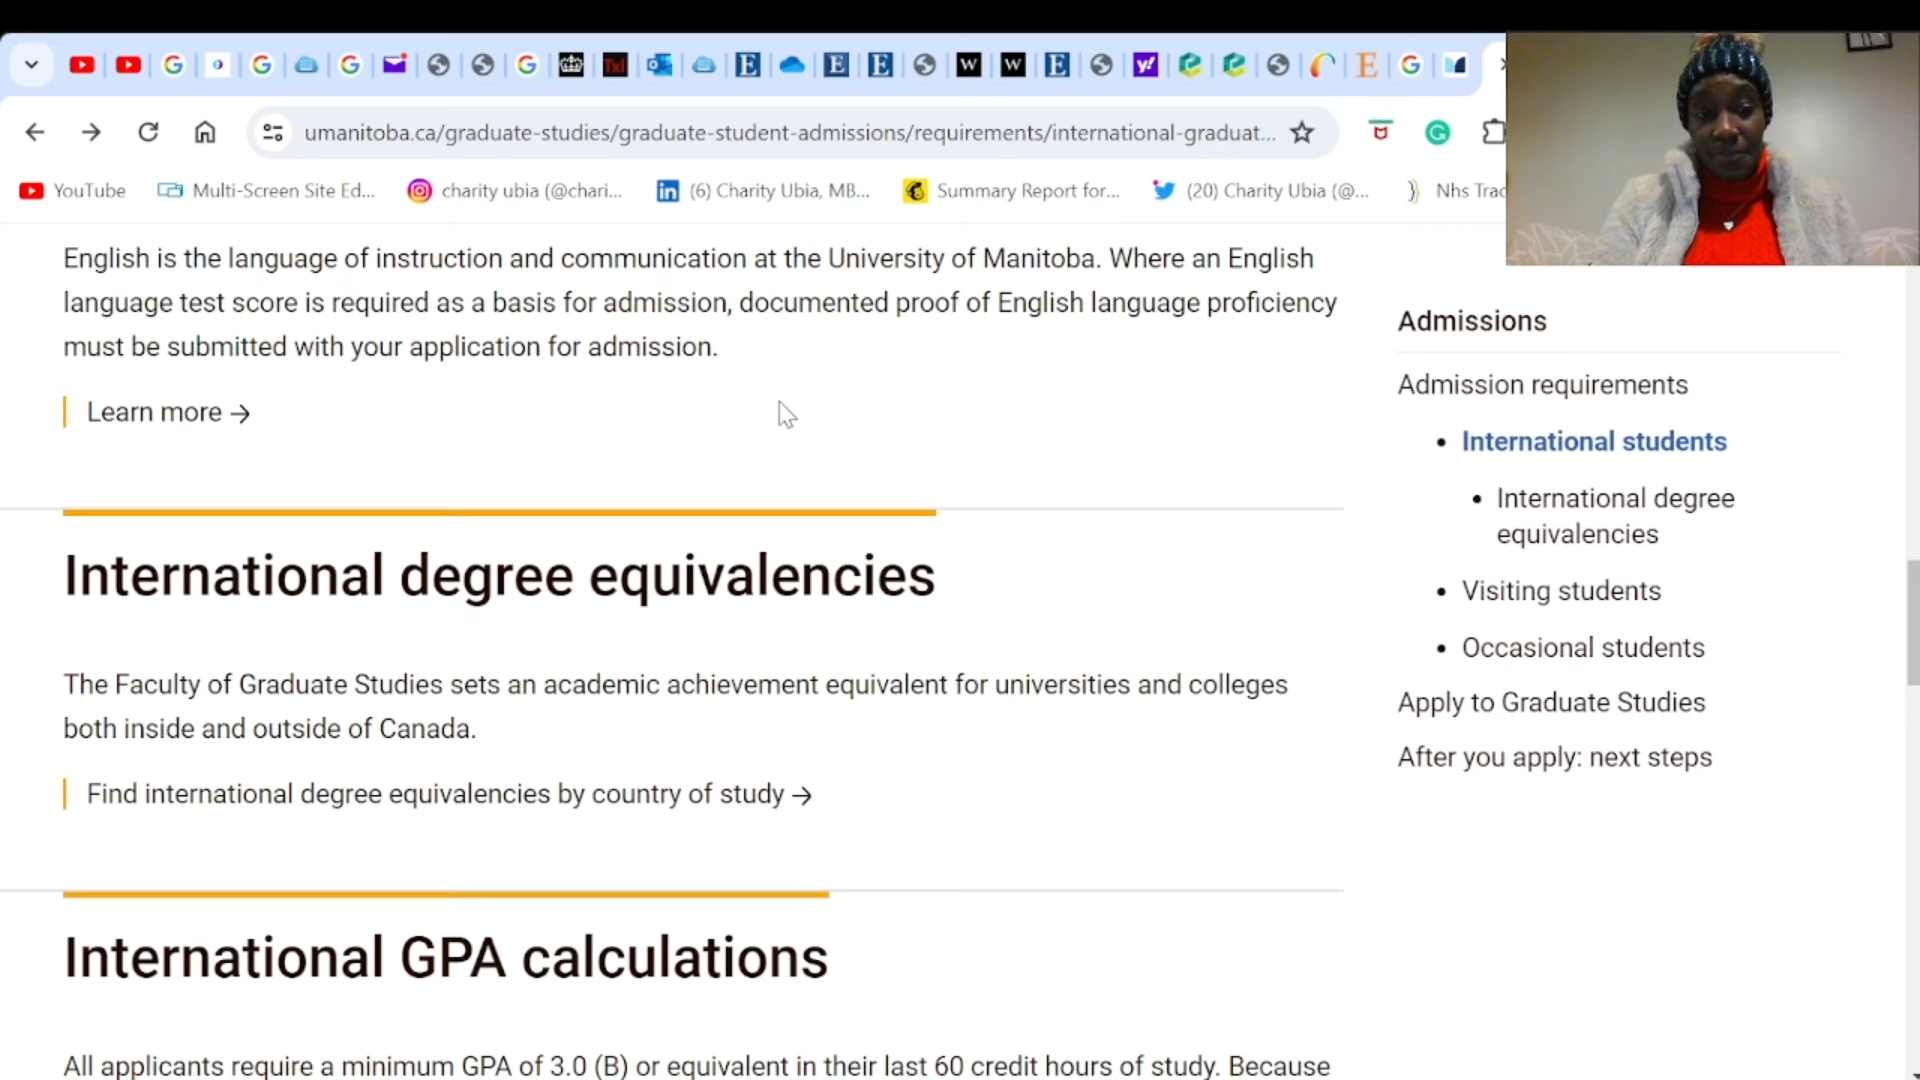 umanitoba.ca/graduate-studies/graduate-student-admissions/requirements/international-graduat...
YouTube
Multi-Screen Site Ed...
charity ubia (@chari...
(6) Charity Ubia, MB...
Summary Report for...
(20) Charity Ubia (@...
Nhs Trac
English is the language of instruction and communication at the University of Manitoba. Where an English
language test score is required as a basis for admission, documented proof of English language proficiency
must be submitted with your application for admission.
Learn more →
International degree equivalencies
The Faculty of Graduate Studies sets an academic achievement equivalent for universities and colleges
both inside and outside of Canada.
Find international degree equivalencies by country of study →
International GPA calculations
All applicants require a minimum GPA of 3.0 (B) or equivalent in their last 60 credit hours of study. Because
Admissions
Admission requirements
• International students
• International degree
equivalencies
• Visiting students
• Occasional students
Apply to Graduate Studies
After you apply: next steps